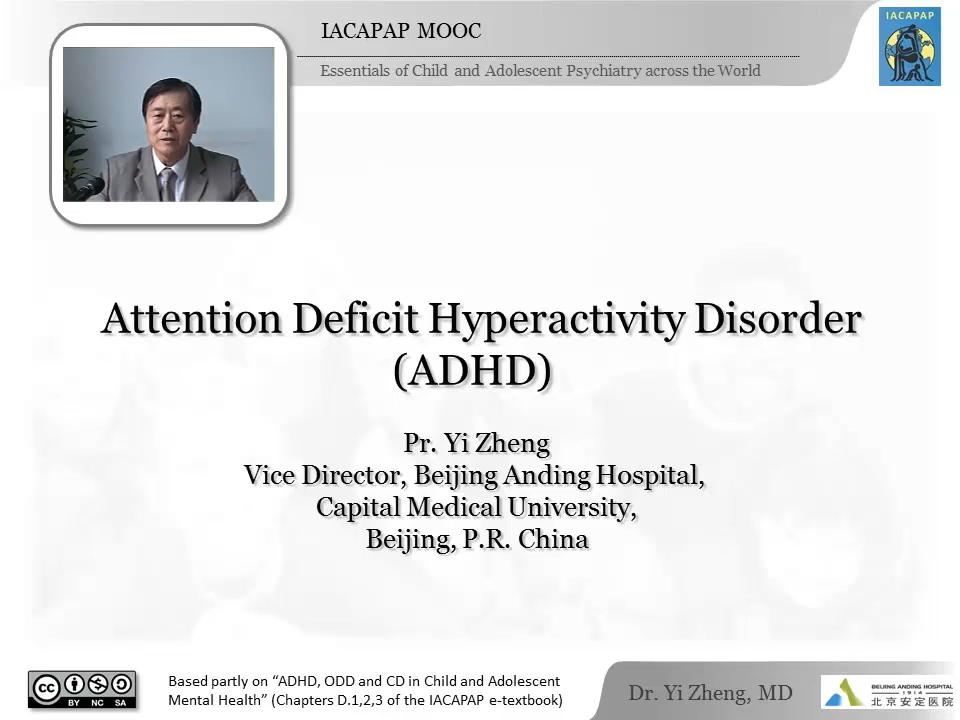 IACAPAP MOOC
Essentials of Child and Adolescent Psychiatry across the World
IACAPAP
Attention Deficit Hyperactivity Disorder
(ADHD)
Pr. Yi Zheng
Vice Director, Beijing Anding Hospital,
Capital Medical University,
Beijing, P.R. China
cc BY NC SA
Based partly on “ADHD, ODD and CD in Child and Adolescent
Mental Health” (Chapters D.1,2,3 of the IACAPAP e-textbook)
Dr. Yi Zheng, MD
BEIJING ANDING HOSPITAL
1914
北京安定医院